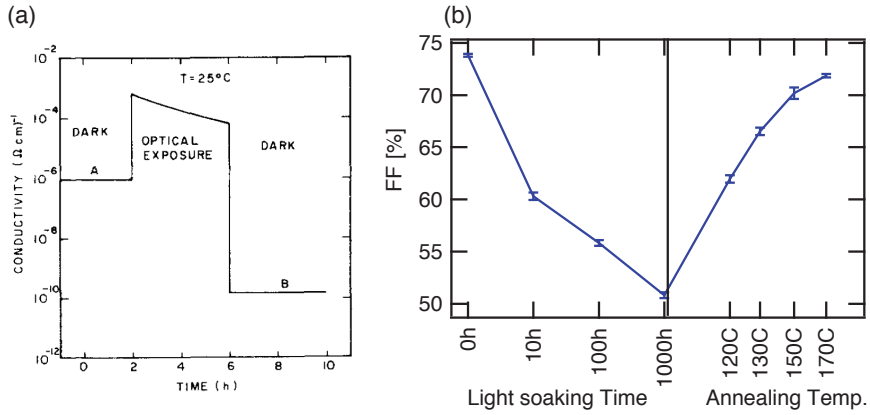 (a)
10-2
10-4
10-6
10-8
10-10
10-12
CONDUCTIVITY (Ω cm)-1
T=25°C
DARK
OPTICAL
EXPOSURE
DARK
A
B
0
2
4
6
8
10
TIME (h)
(b)
75
70
65
60
55
50
FF [%]
0h
10h
100h
1000h
120C
130C
150C
170C
Light soaking Time
Annealing Temp.